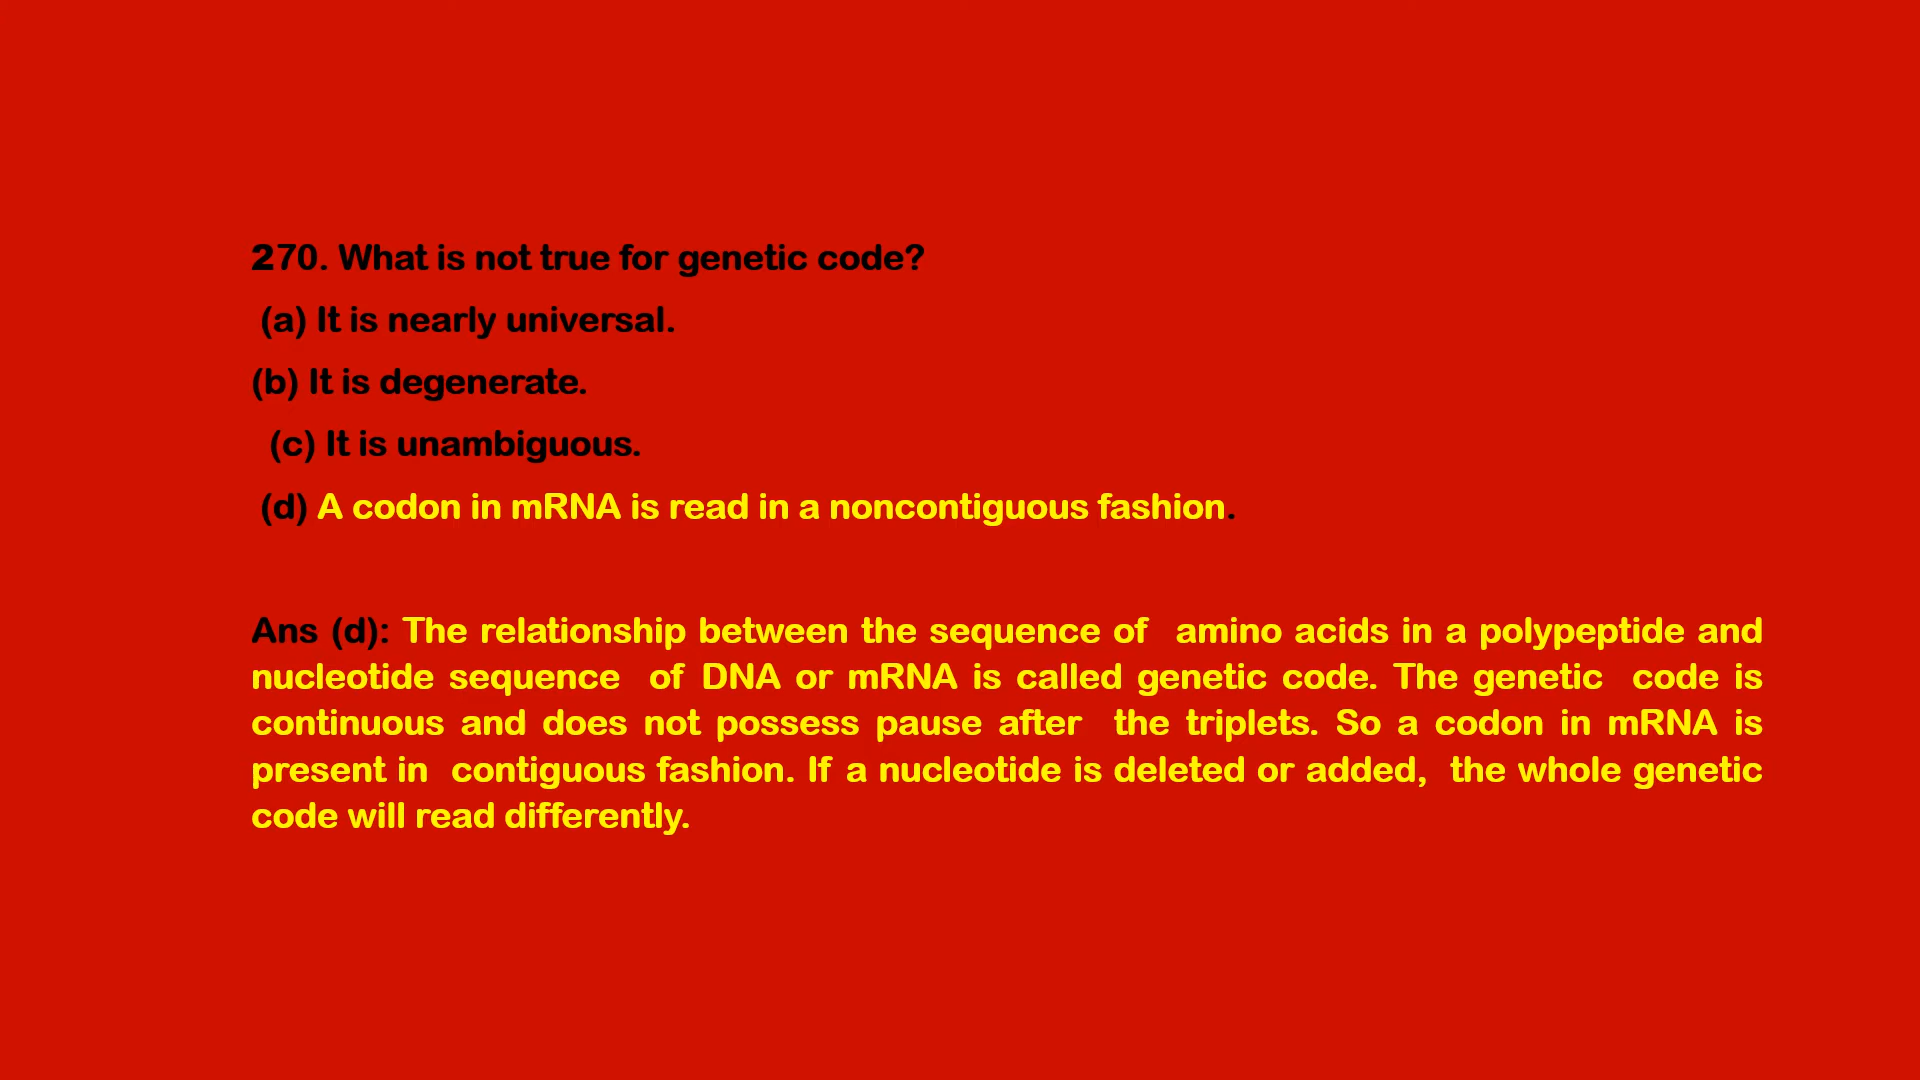 270. What is not true for genetic code?
(a) It is nearly universal.
(b) It is degenerate.
(c) It is unambiguous.
(d) A codon in mRNA is read in a noncontiguous fashion.
Ans (d): The relationship between the sequence of amino acids in a polypeptide and
nucleotide sequence of DNA or mRNA is called genetic code. The genetic code is
continuous and does not possess pause after the triplets. So a codon in mRNA is
present in contiguous fashion. If a nucleotide is deleted or added, the whole genetic
code will read differently.